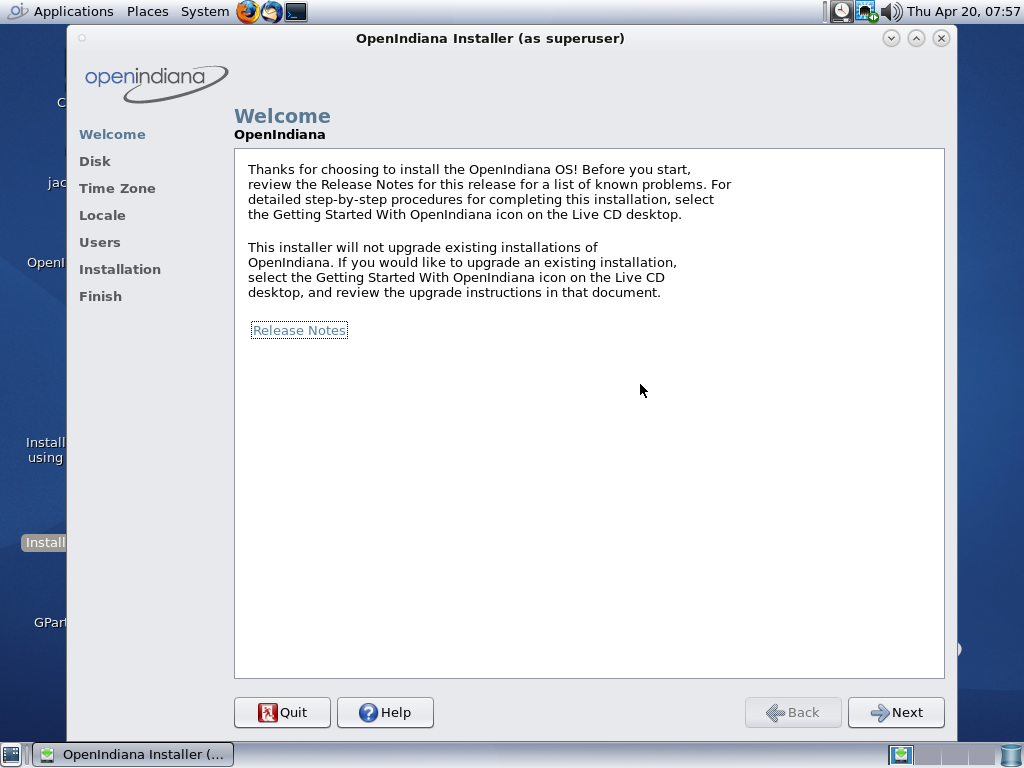 Applications Places System Thu Apr 20, 07:57
OpenIndiana Installer (as superuser)
openindiana
Welcome
OpenIndiana
Welcome
Disk
Time Zone
Locale
Users
Installation
Finish
Thanks for choosing to install the OpenIndiana OS! Before you start,
review the Release Notes for this release for a list of known problems. For
detailed step-by-step procedures for completing this installation, select
the Getting Started With OpenIndiana icon on the Live CD desktop.
This installer will not upgrade existing installations of
OpenIndiana. If you would like to upgrade an existing installation,
select the Getting Started With OpenIndiana icon on the Live CD
desktop, and review the upgrade instructions in that document.
Release Notes
C
jac
OpenI
Install
using
Install
GPar
Quit Help Back Next
OpenIndiana Installer (...